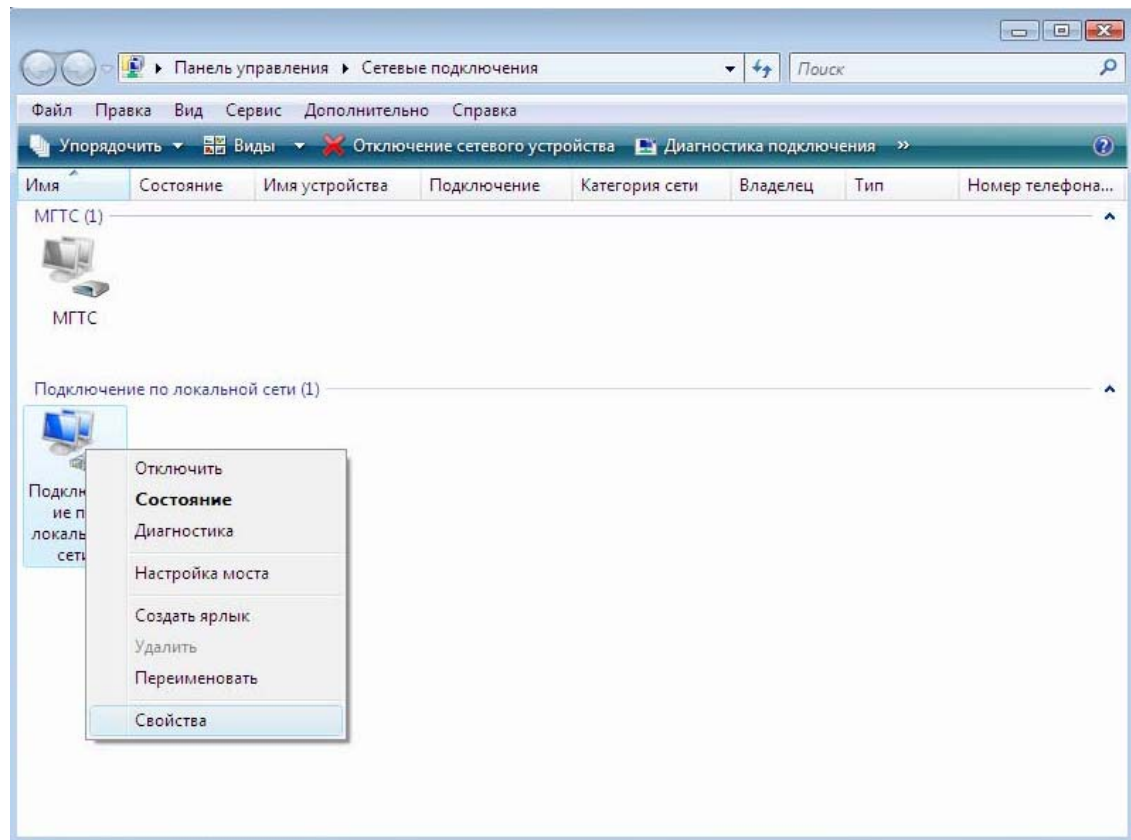 Панель управления ▸ Сетевые подключения Поиск
Файл Правка Вид Сервис Дополнительно Справка
Упорядочить Виды Отключение сетевого устройства Диагностика подключения »
Имя Состояние Имя устройства Подключение Категория сети Владелец Тип Номер телефона...
МГТС (1)
МГТС
Подключение по локальной сети (1)
Отключить
Состояние
Диагностика
Настройка моста
Создать ярлык
Удалить
Переименовать
Свойства